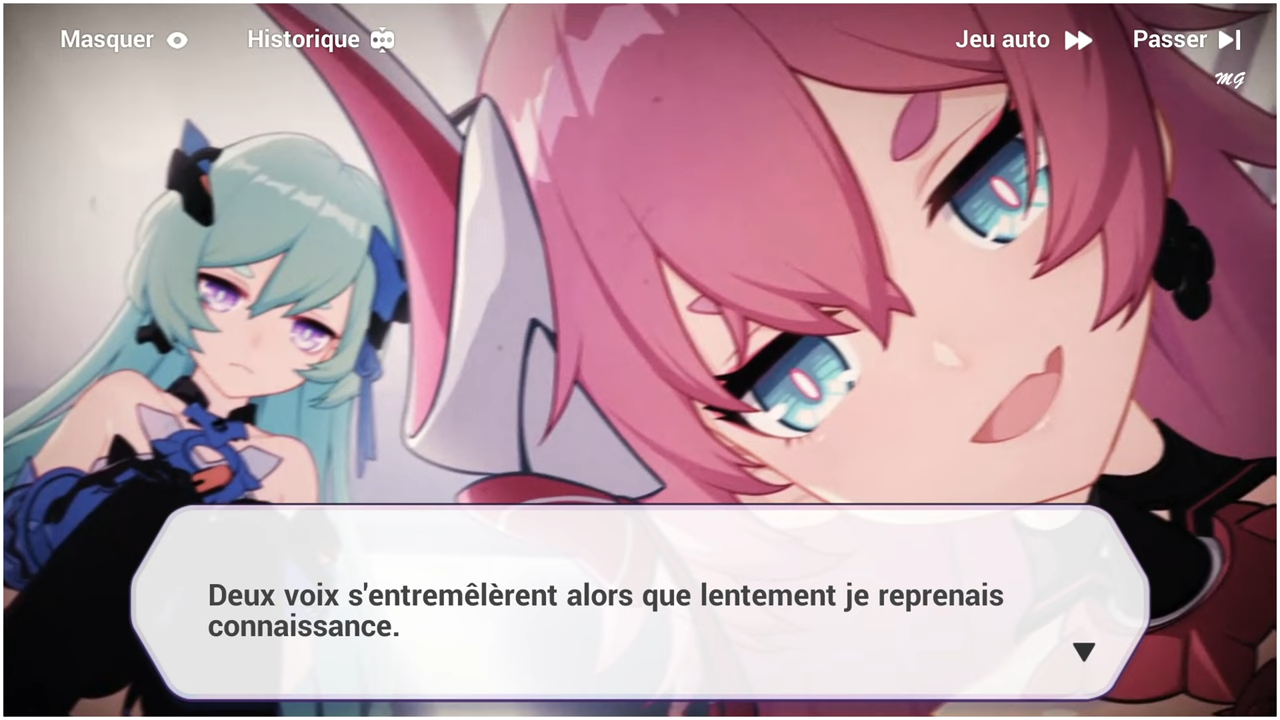 Masquer
Historique
Jeu auto
Passer
MG
Deux voix s'entremêlèrent alors que lentement je reprenais
connaissance.